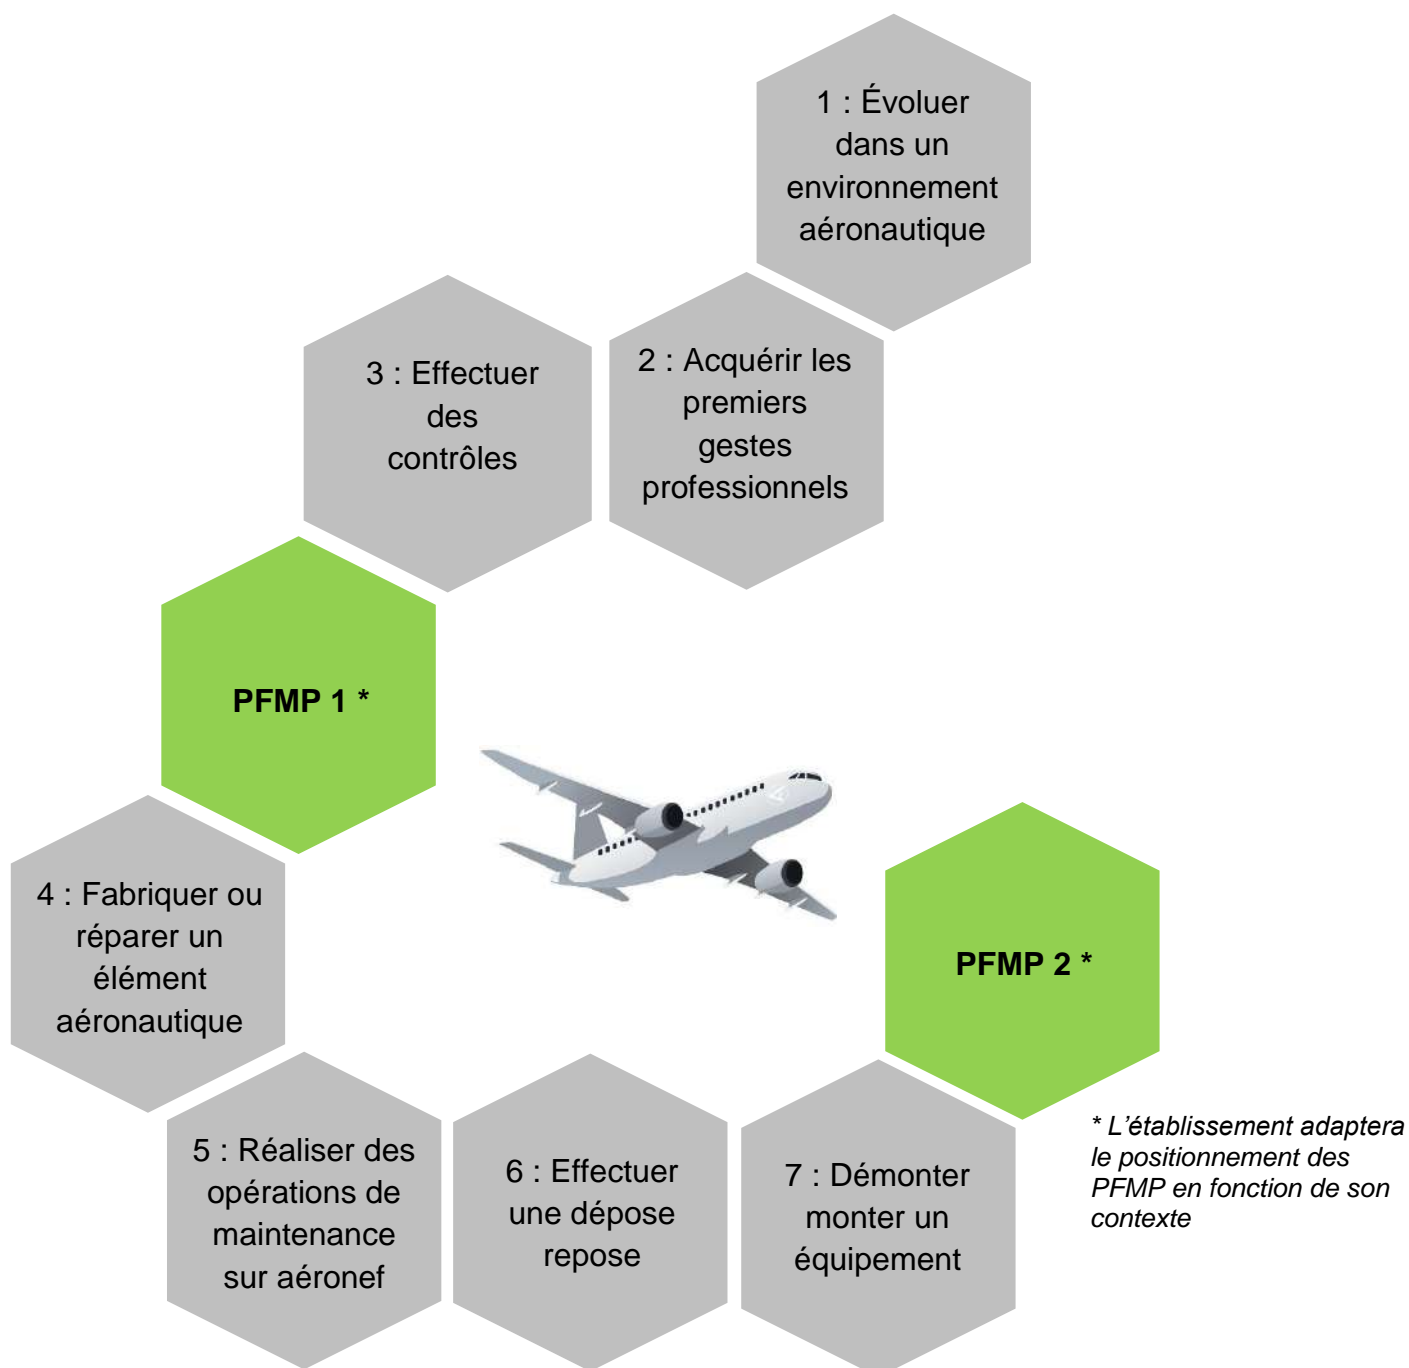 1 : Évoluer
dans un
environnement
aéronautique
2 : Acquérir les
premiers
gestes
professionnels
3 : Effectuer
des
contrôles
PFMP 1 *
4 : Fabriquer ou
réparer un
élément
aéronautique
5 : Réaliser des
opérations de
maintenance
sur aéronef
6 : Effectuer
une dépose
repose
7 : Démonter
monter un
équipement
PFMP 2 *
* L’établissement adaptera
le positionnement des
PFMP en fonction de son
contexte